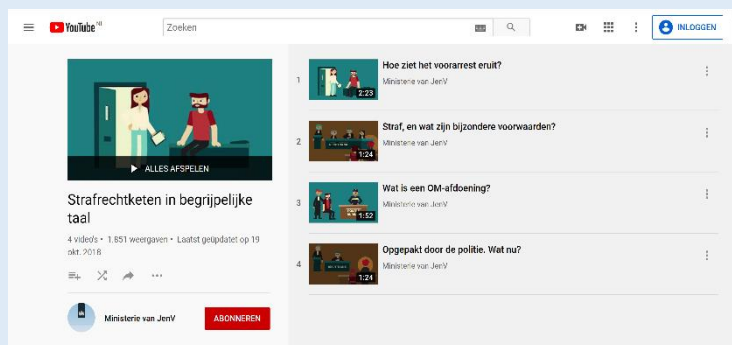 YouTube NL
Zoeken
INLOGGEN
ALLES AFSPELEN
Strafrechtketen in begrijpelijke
taal
4 video's • 1.851 weergaven • Laatst geüpdatet op 19
okt. 2018
Ministerie van JenV
ABONNEREN
1
2:23
Hoe ziet het voorarrest eruit?
Ministerie van JenV
2
1:24
Straf, en wat zijn bijzondere voorwaarden?
Ministerie van JenV
3
1:52
Wat is een OM-afdoening?
Ministerie van JenV
4
1:24
Opgepakt door de politie. Wat nu?
Ministerie van JenV